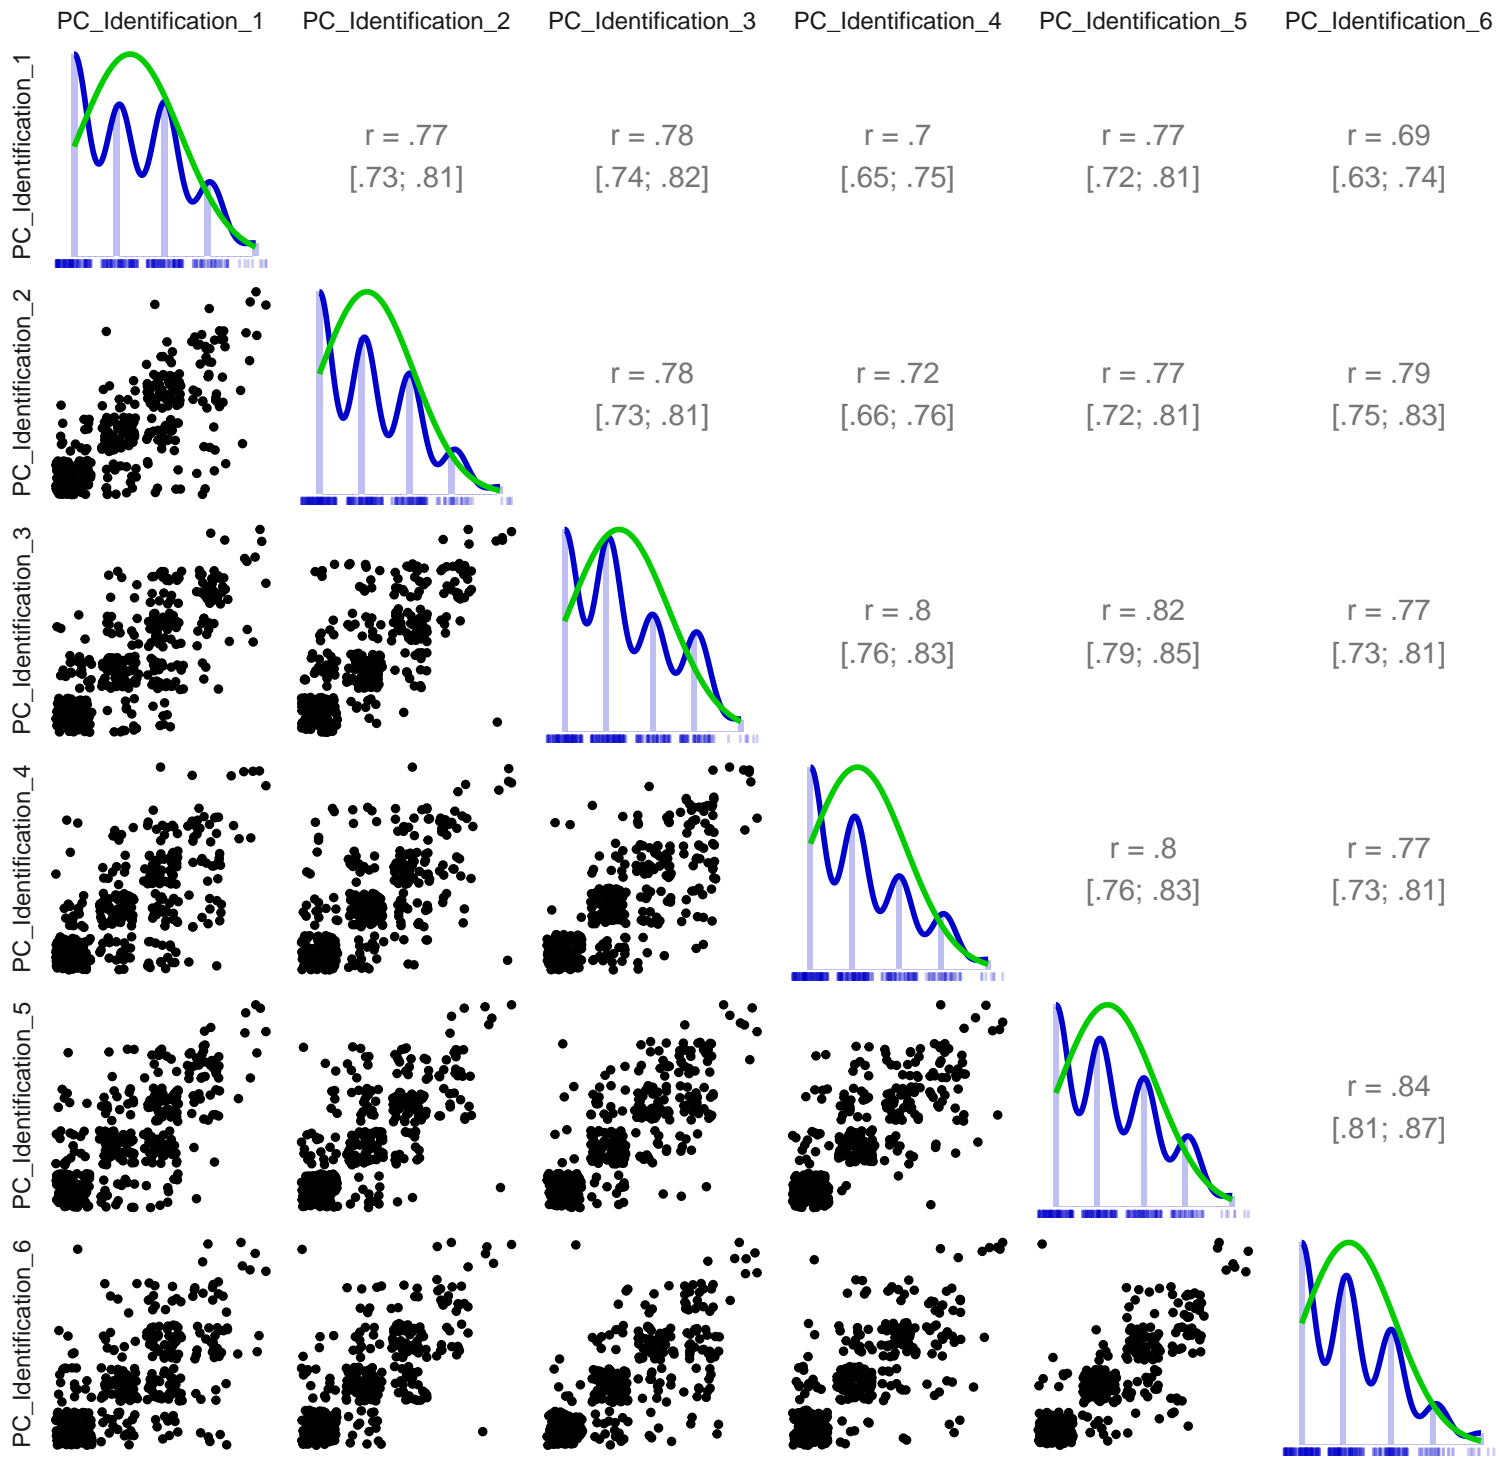 PC_Identification_1 PC_Identification_2 PC_Identification_3 PC_Identification_4 PC_Identification_5 PC_Identification_6
PC_Identification_1
r = .77 r = .78 r = .7 r = .77 r = .69
[.73; .81] [.74; .82] [.65; .75] [.72; .81] [.63; .74]
PC_Identification_2
r = .78 r = .72 r = .77 r = .79
[.73; .81] [.66; .76] [.72; .81] [.75; .83]
PC_Identification_3
r = .8 r = .82 r = .77
[.76; .83] [.79; .85] [.73; .81]
PC_Identification_4
r = .8 r = .77
[.76; .83] [.73; .81]
PC_Identification_5
r = .84
[.81; .87]
PC_Identification_6